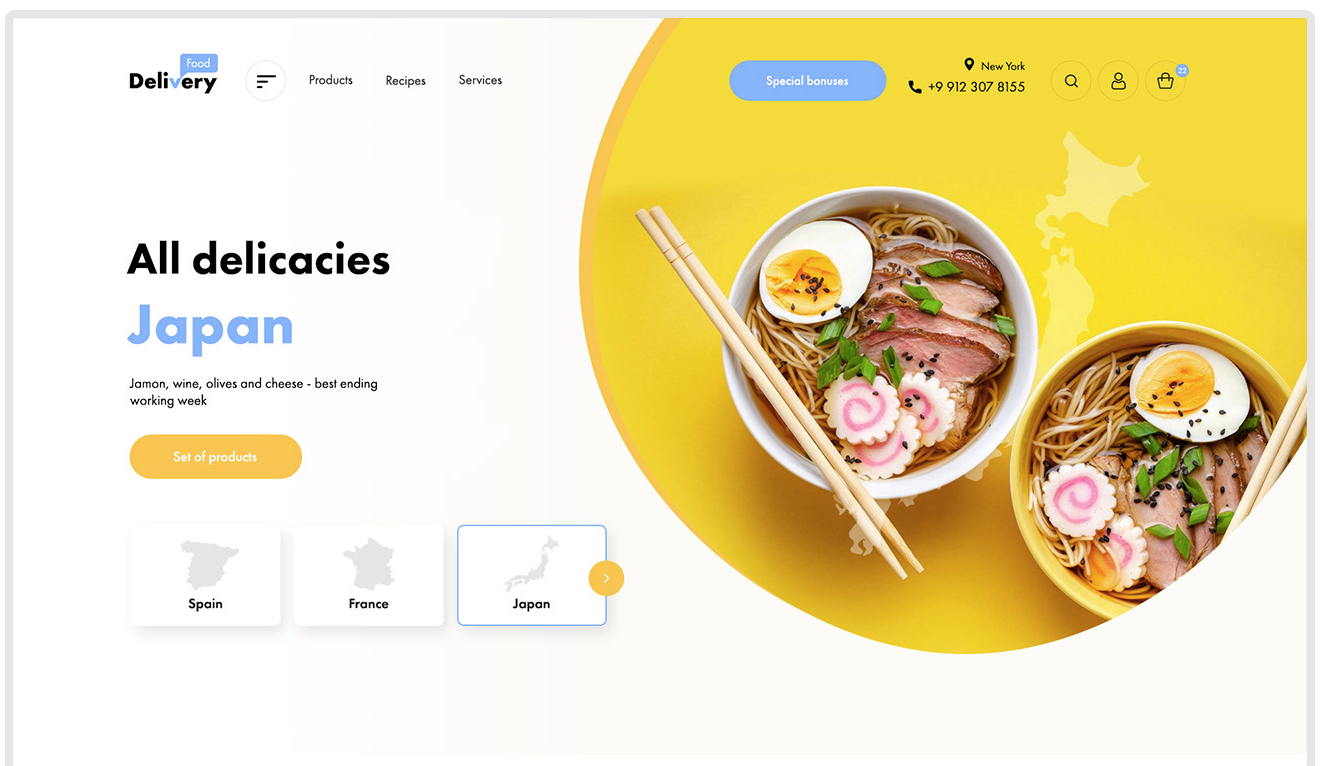 Food
Delivery
Products
Recipes
Services
Special bonuses
New York
+9 912 307 8155
22
All delicacies
Japan
Jamon, wine, olives and cheese - best ending
working week
Set of products
Spain
France
Japan